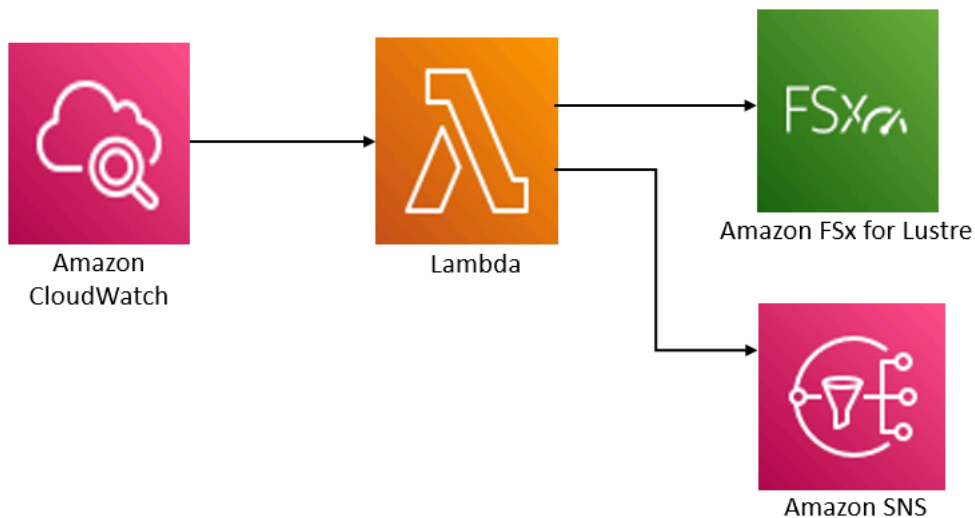 Amazon
CloudWatch
Lambda
FSx
Amazon FSx for Lustre
Amazon SNS